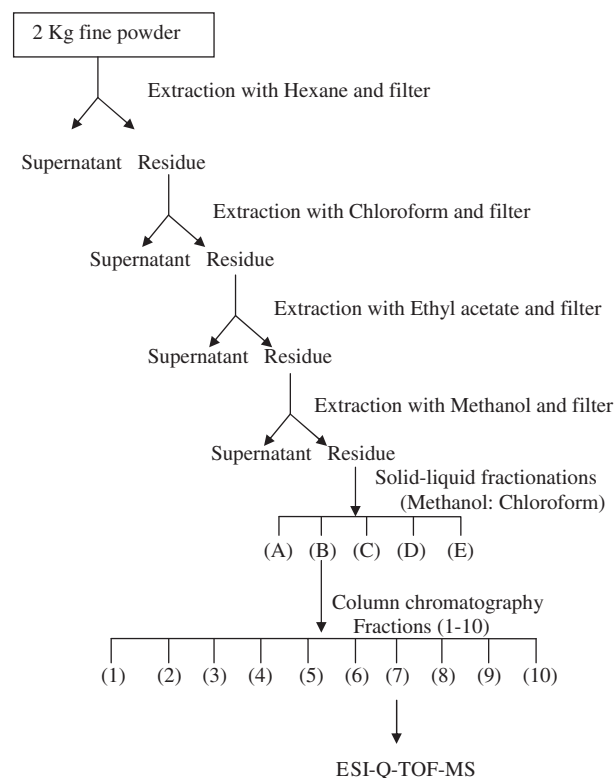 2 Kg fine powder
Extraction with Hexane and filter
Supernatant Residue
Extraction with Chloroform and filter
Supernatant Residue
Extraction with Ethyl acetate and filter
Supernatant Residue
Extraction with Methanol and filter
Supernatant Residue
Solid-liquid fractionations
(Methanol: Chloroform)
(A) (B) (C) (D) (E)
Column chromatography
Fractions (1-10)
(1) (2) (3) (4) (5) (6) (7) (8) (9) (10)
ESI-Q-TOF-MS